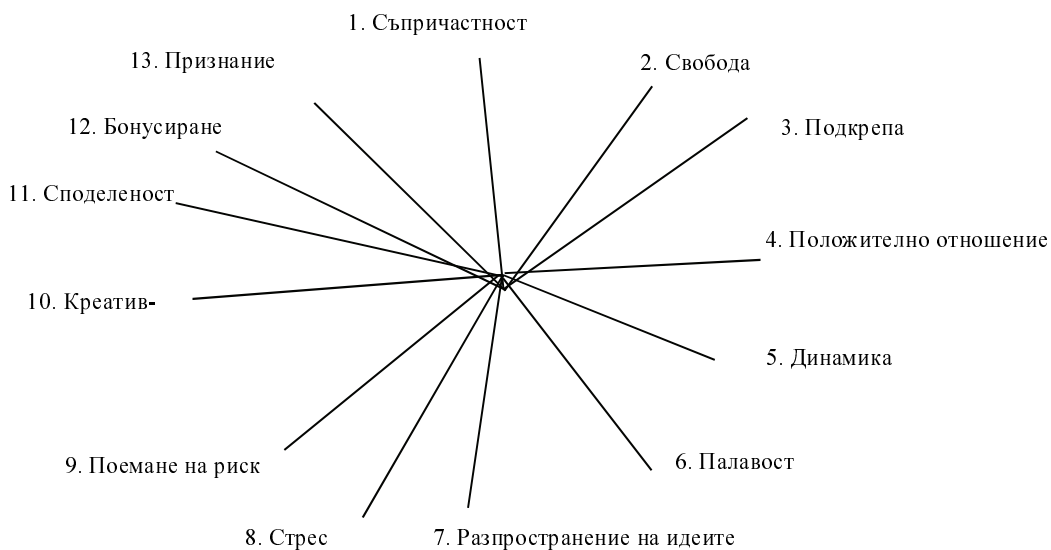 1. Съпричастност
2. Свобода
3. Подкрепа
4. Положително отношение
5. Динамика
6. Палавост
7. Разпространение на идеите
8. Стрес
9. Поемане на риск
10. Креатив-
11. Споделеност
12. Бонусиране
13. Признание